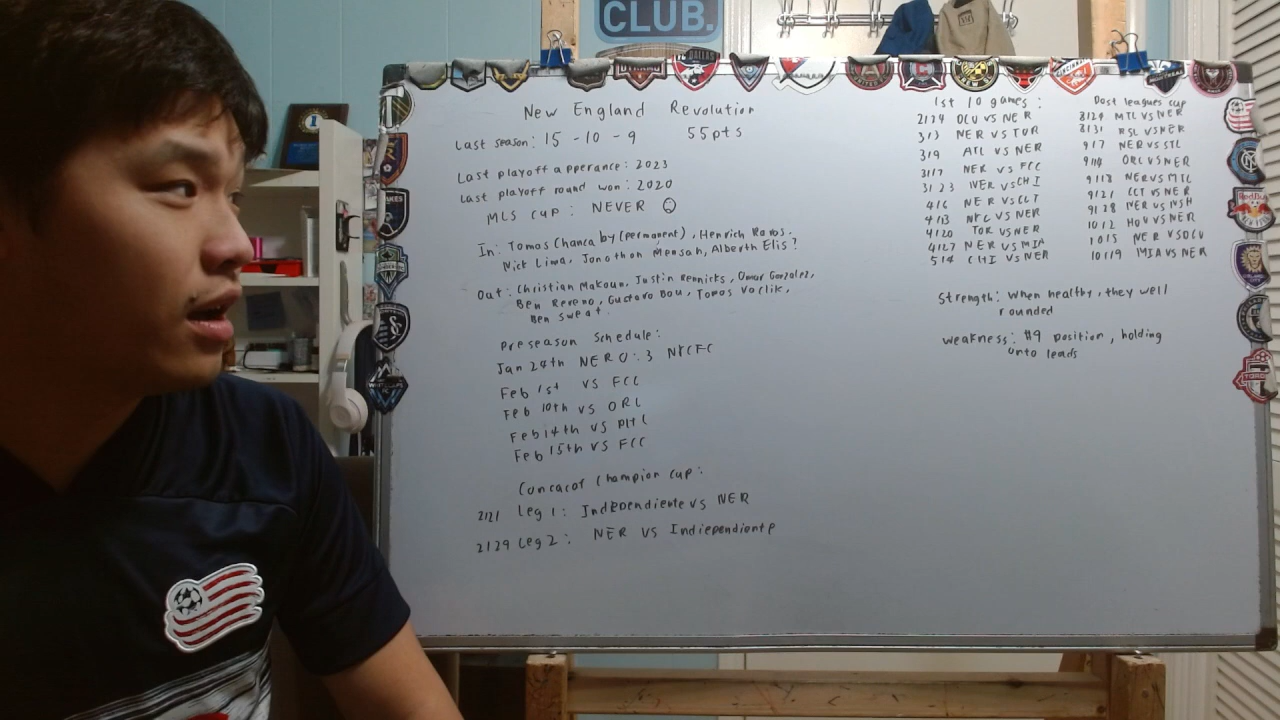 CLUB.
New England Revolution
Last season: 15-10-9 55pts
Last playoff apperance: 2023
Last playoff round won: 2020
MLS CUP: NEVER
In: Tomas Chancalay (permanent), Henrich Ravas.
Nick Lima, Jonathan Mensah, Alberth Elis?
Out: Christian Makoun, Justin Rennicks, Omar Gonzalez,
Ben Reveno, Gustavo Bou, Tomas Vaclik,
Ben Sweat.
Preseason Schedule:
Jan 24th NER 0:3 NYCFC
Feb 1st vs FCC
Feb 10th vs ORL
Feb 14th vs PHL
Feb 15th vs FCC
Concacaf Champion Cup:
2/21 Leg 1: Independiente vs NER
2/29 Leg 2: NER vs Indiependiente
1st 10 games:
2/24 DCU vs NER
3/3 NER vs TOR
3/9 ATL vs NER
3/17 NER vs FCC
3/23 NER vs CHI
4/6 NER vs CLT
4/13 NYC vs NER
4/20 TOR vs NER
4/27 NER vs MIA
5/4 CHI vs NER
Post leagues cup
8/24 MTL vs NER
8/31 RSL vs NER
9/7 NER vs STL
ORL vs NER
9/18 NER vs MTL
9/21 CLT vs NER
9/28 NER vs NSH
10/2 HOU vs NER
10/5 NER vs DCU
10/19 MIA vs NER
Strength: When healthy, they well
rounded
weakness: #9 position, holding
onto leads